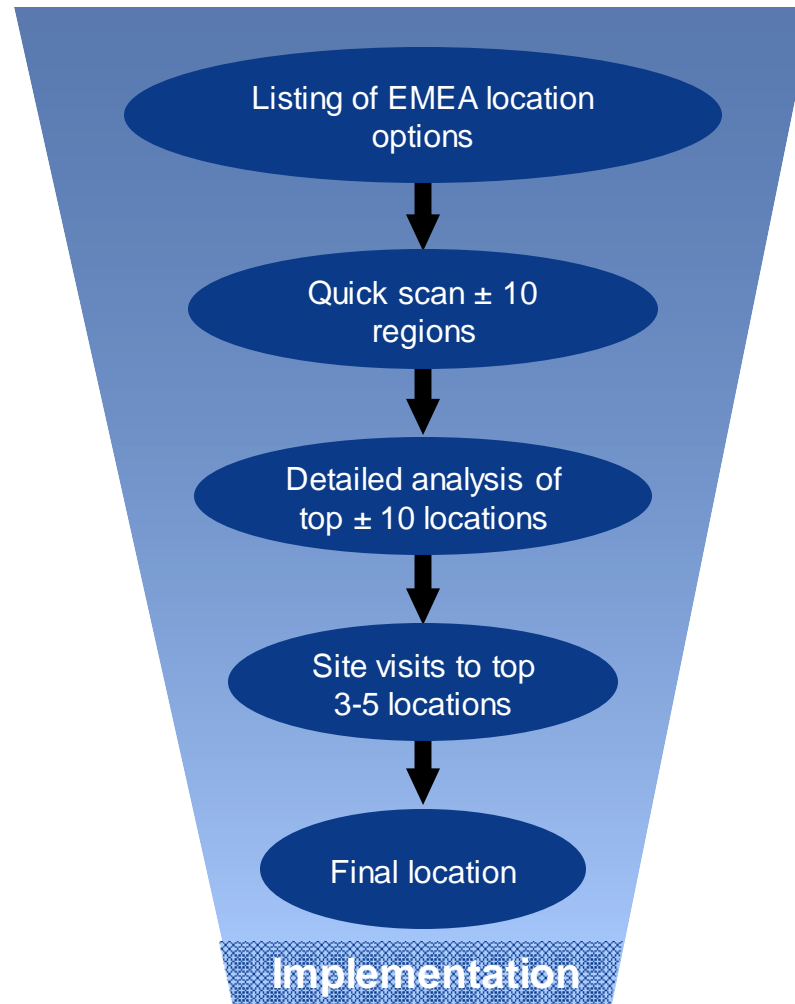 Listing of EMEA location
options
Quick scan ± 10
regions
Detailed analysis of
top ± 10 locations
Site visits to top
3-5 locations
Final location
Implementation